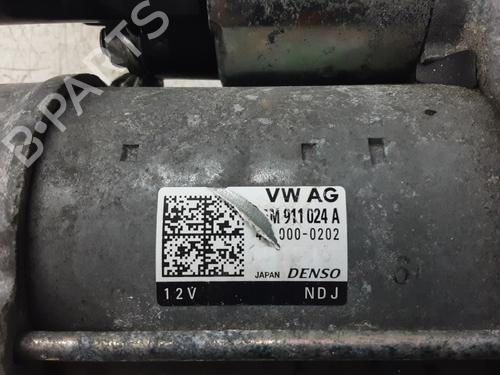 B-PARTS
VW AG
M 911 024 A
000-0202
JAPAN DENSO
12V NDJ